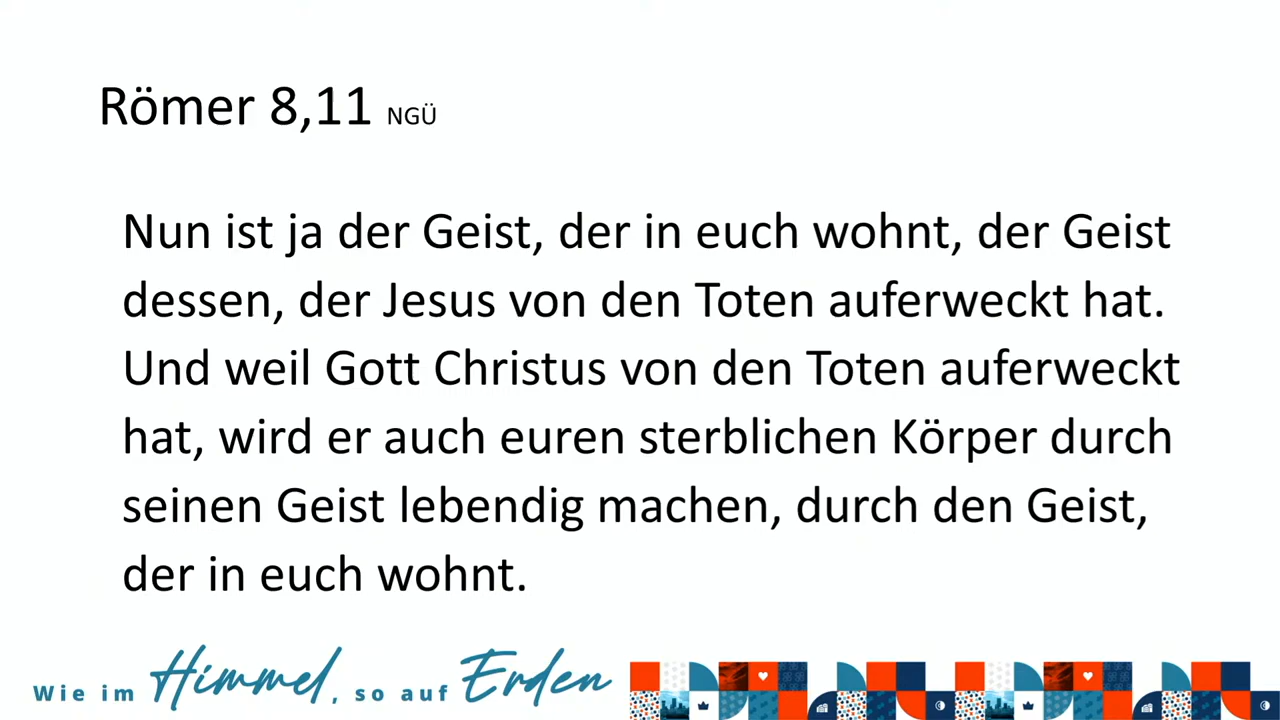 Römer 8,11 NGÜ
Nun ist ja der Geist, der in euch wohnt, der Geist
dessen, der Jesus von den Toten auferweckt hat.
Und weil Gott Christus von den Toten auferweckt
hat, wird er auch euren sterblichen Körper durch
seinen Geist lebendig machen, durch den Geist,
der in euch wohnt.
Wie im Himmel, so auf Erden